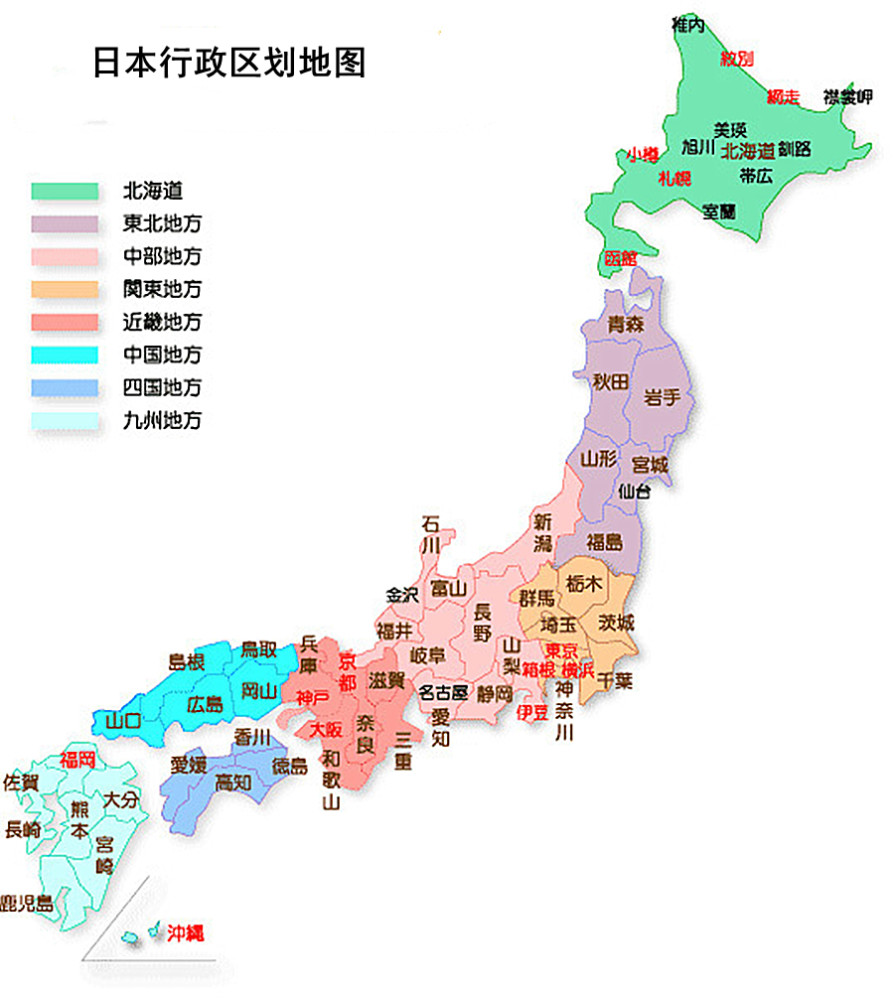 日本行政区划地图
北海道
東北地方
中部地方
関東地方
近畿地方
中国地方
四国地方
九州地方
稚内
紋別
網走
襟裳岬
美瑛
旭川
北海道
釧路
小樽
札幌
帯広
室蘭
函館
青森
秋田
岩手
山形
宮城
仙台
福島
新潟
石川
富山
金沢
福井
長野
岐阜
山梨
名古屋
静岡
愛知
栃木
群馬
埼玉
茨城
東京
箱根
横浜
千葉
神奈川
伊豆
兵庫
京都
滋賀
神戸
大阪
奈良
三重
和歌山
鳥取
島根
岡山
広島
山口
香川
愛媛
徳島
高知
福岡
佐賀
大分
長崎
熊本
宮崎
鹿児島
沖縄